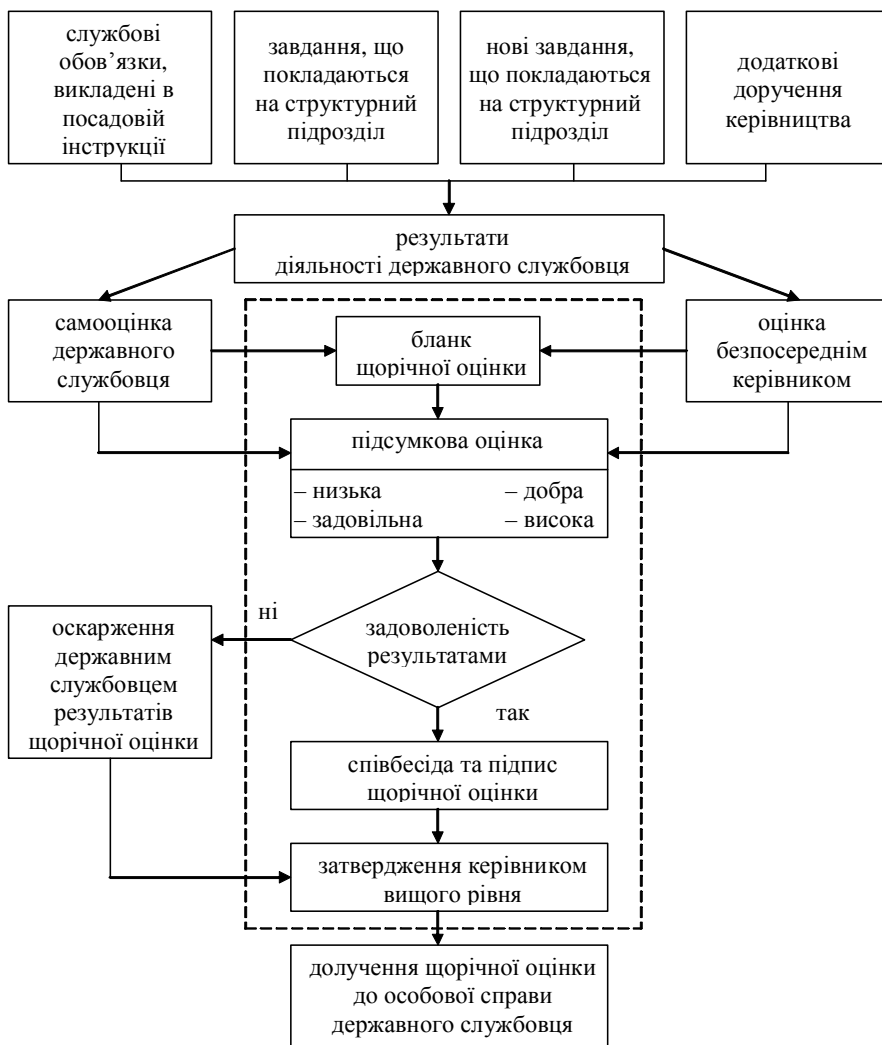 службові
обов’язки,
викладені в
посадовій
інструкції
завдання, що
покладаються
на структурний
підрозділ
нові завдання,
що покладаються
на структурний
підрозділ
додаткові
доручення
керівництва
результати
діяльності державного службовця
самооцінка
державного
службовця
бланк
щорічної оцінки
оцінка
безпосереднім
керівником
підсумкова оцінка
– низька – добра
– задовільна – висока
ні
задоволеність
результатами
оскарження
державним
службовцем
результатів
щорічної оцінки
так
співбесіда та підпис
щорічної оцінки
затвердження керівником
вищого рівня
долучення щорічної оцінки
до особової справи
державного службовця